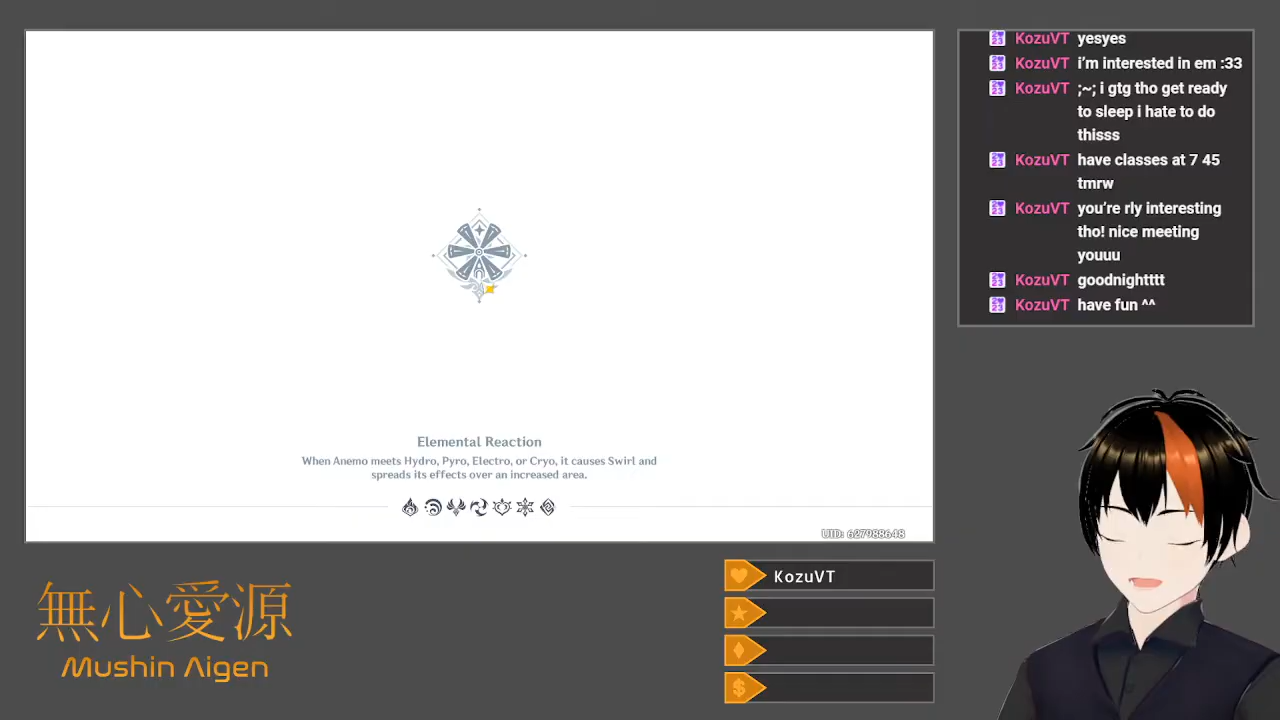 Elemental Reaction
When Anemo meets Hydro, Pyro, Electro, or Cryo, it causes Swirl and
spreads its effects over an increased area.
UID: 627988648
KozuVT yesyes
KozuVT i'm interested in em :33
KozuVT ;~; i gtg tho get ready
to sleep i hate to do
thisss
KozuVT have classes at 7 45
tmrw
KozuVT you're rly interesting
tho! nice meeting
youuu
KozuVT goodnightttt
KozuVT have fun ^^
無心愛源
Mushin Aigen
KozuVT